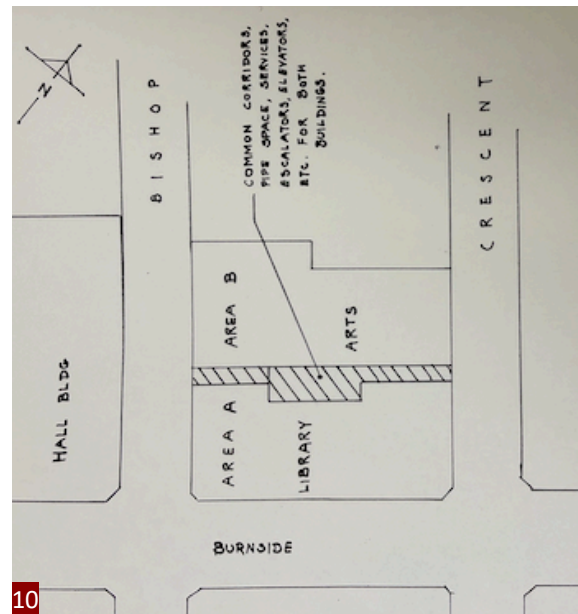 N
BISHOP
COMMON CORRIDORS,
PIPE SPACE, SERVICES,
ESCALATORS, ELEVATORS,
ETC. FOR BOTH
BUILDINGS.
CRESCENT
HALL BLDG
AREA B
ARTS
AREA A
LIBRARY
BURNSIDE
10